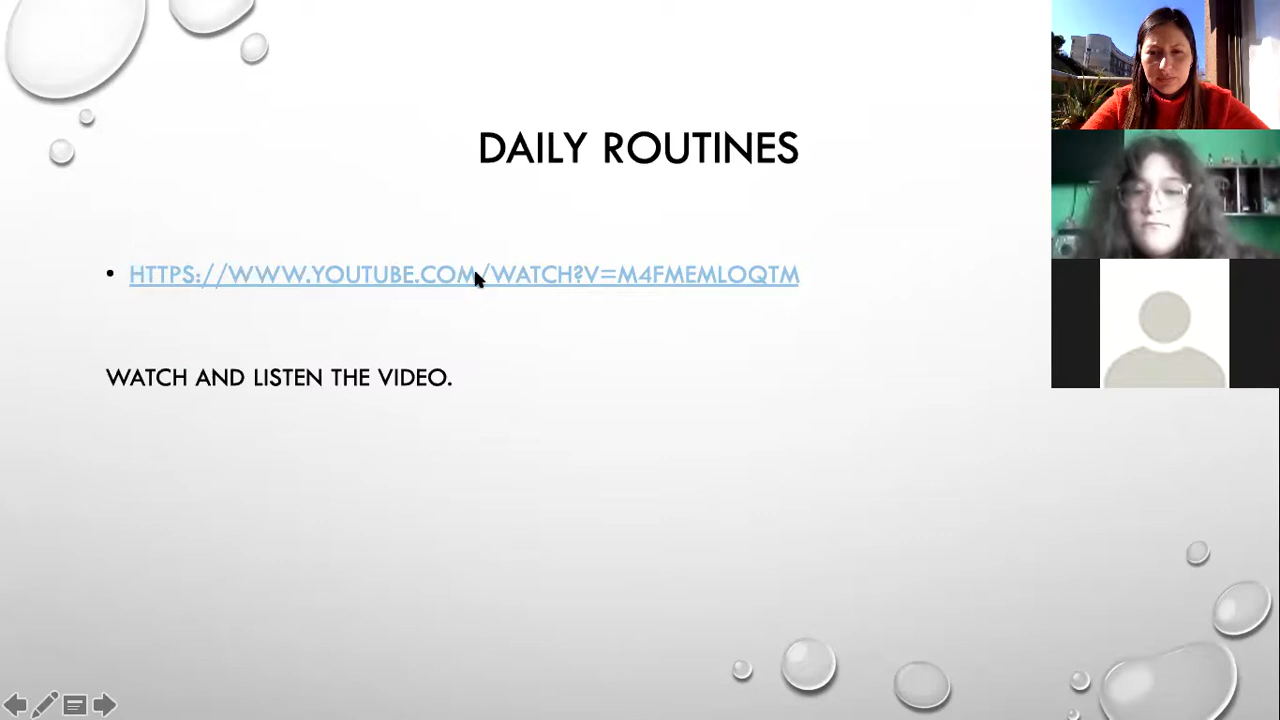 DAILY ROUTINES
• HTTPS://WWW.YOUTUBE.COM/WATCH?V=M4FMEMLOQTM
WATCH AND LISTEN THE VIDEO.